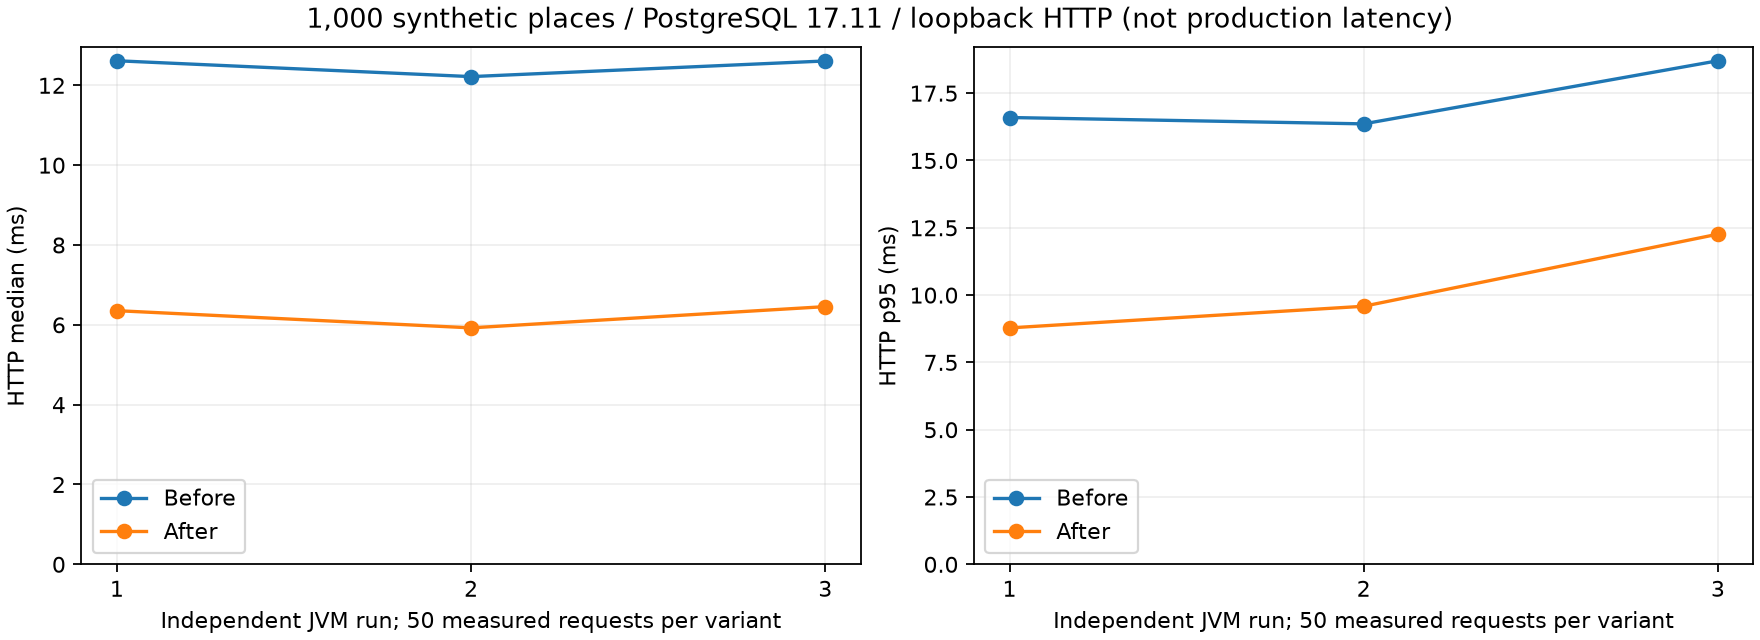 1,000 synthetic places / PostgreSQL 17.11 / loopback HTTP (not production latency)
HTTP median (ms)
12
10
8
6
4
2
0
Before
After
1
2
3
Independent JVM run; 50 measured requests per variant
HTTP p95 (ms)
17.5
15.0
12.5
10.0
7.5
5.0
2.5
0.0
Before
After
1
2
3
Independent JVM run; 50 measured requests per variant